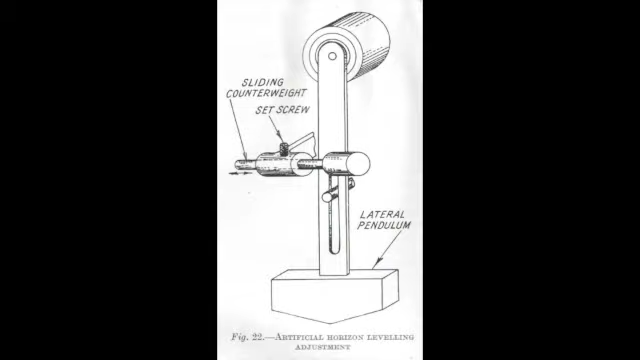 SLIDING
COUNTERWEIGHT
SET SCREW
LATERAL
PENDULUM
Fig. 22.—ARTIFICIAL HORIZON LEVELLING
ADJUSTMENT